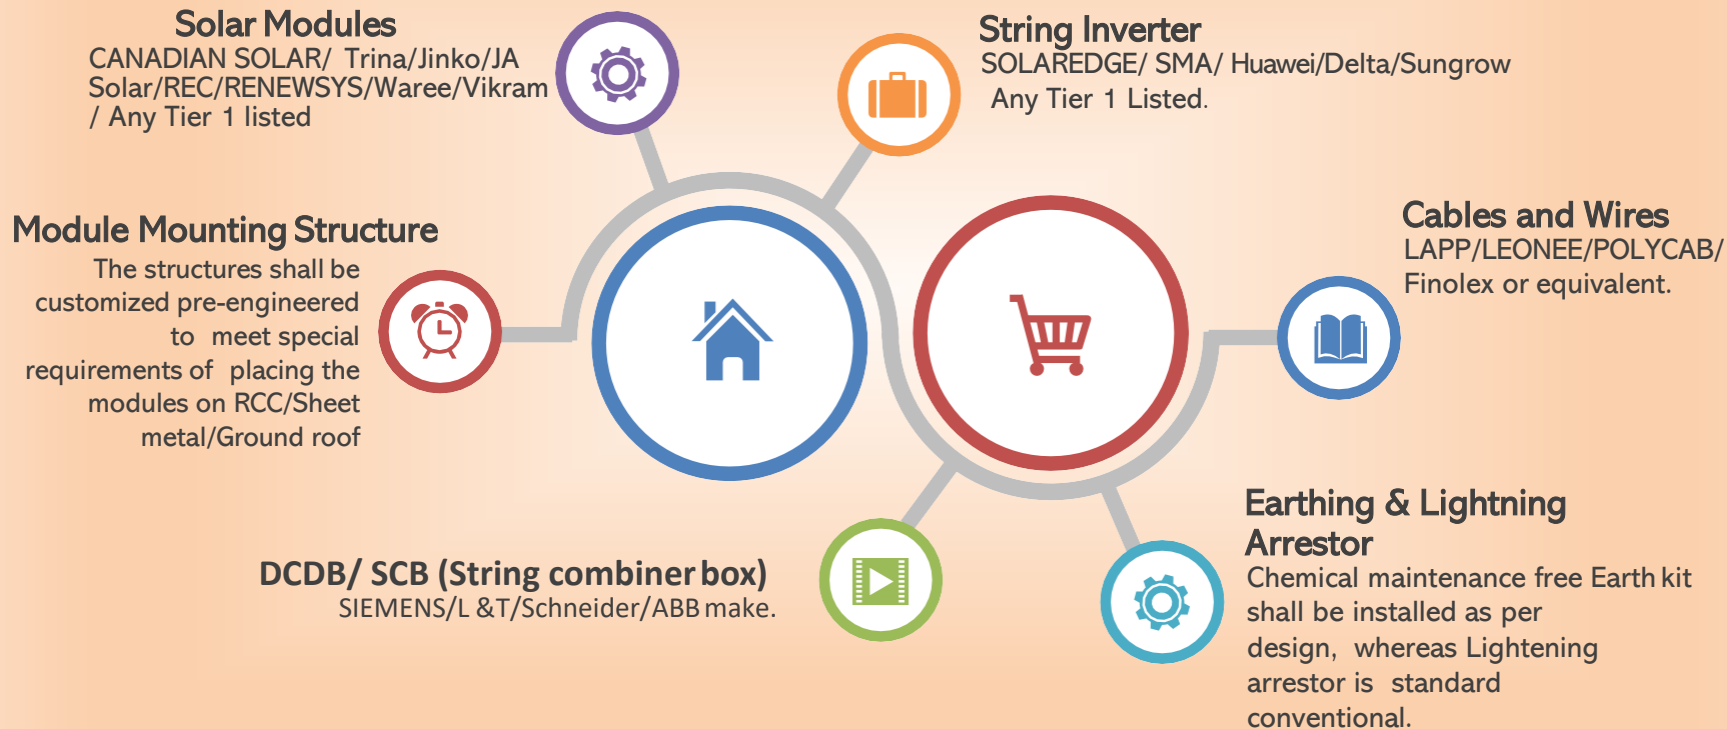 Solar Modules
CANADIAN SOLAR/ Trina/Jinko/JA
Solar/REC/RENEWSYS/Waree/Vikram
/ Any Tier 1 listed
String Inverter
SOLAREDGE/ SMA/ Huawei/Delta/Sungrow
Any Tier 1 Listed.
Module Mounting Structure
The structures shall be
customized pre-engineered
to meet special
requirements of placing the
modules on RCC/Sheet
metal/Ground roof
Cables and Wires
LAPP/LEONEE/POLYCAB/
Finolex or equivalent.
DCDB/ SCB (String combiner box)
SIEMENS/L &T/Schneider/ABB make.
Earthing & Lightning
Arrestor
Chemical maintenance free Earth kit
shall be installed as per
design, whereas Lightening
arrestor is standard
conventional.